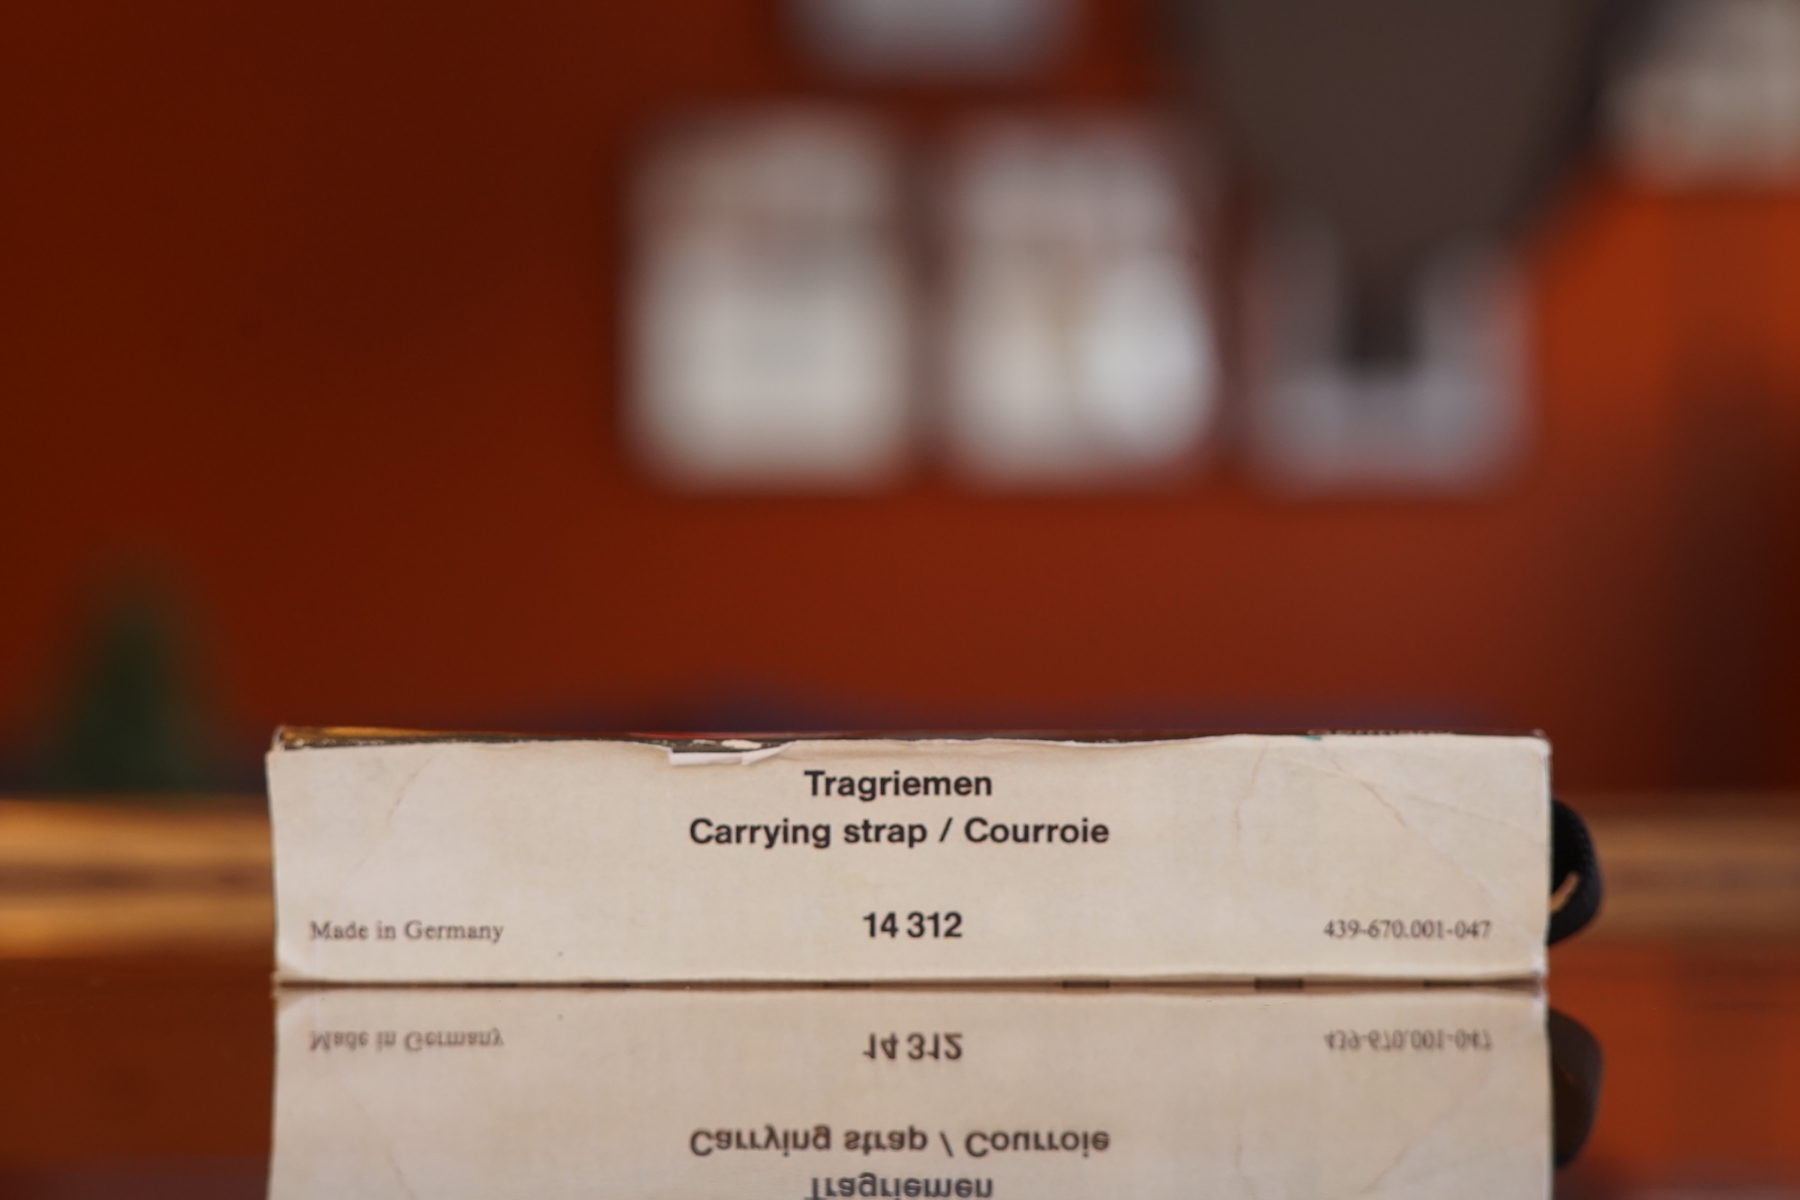 Tragriemen
Carrying strap / Courroie
Made in Germany 14 312 439-670.001-047